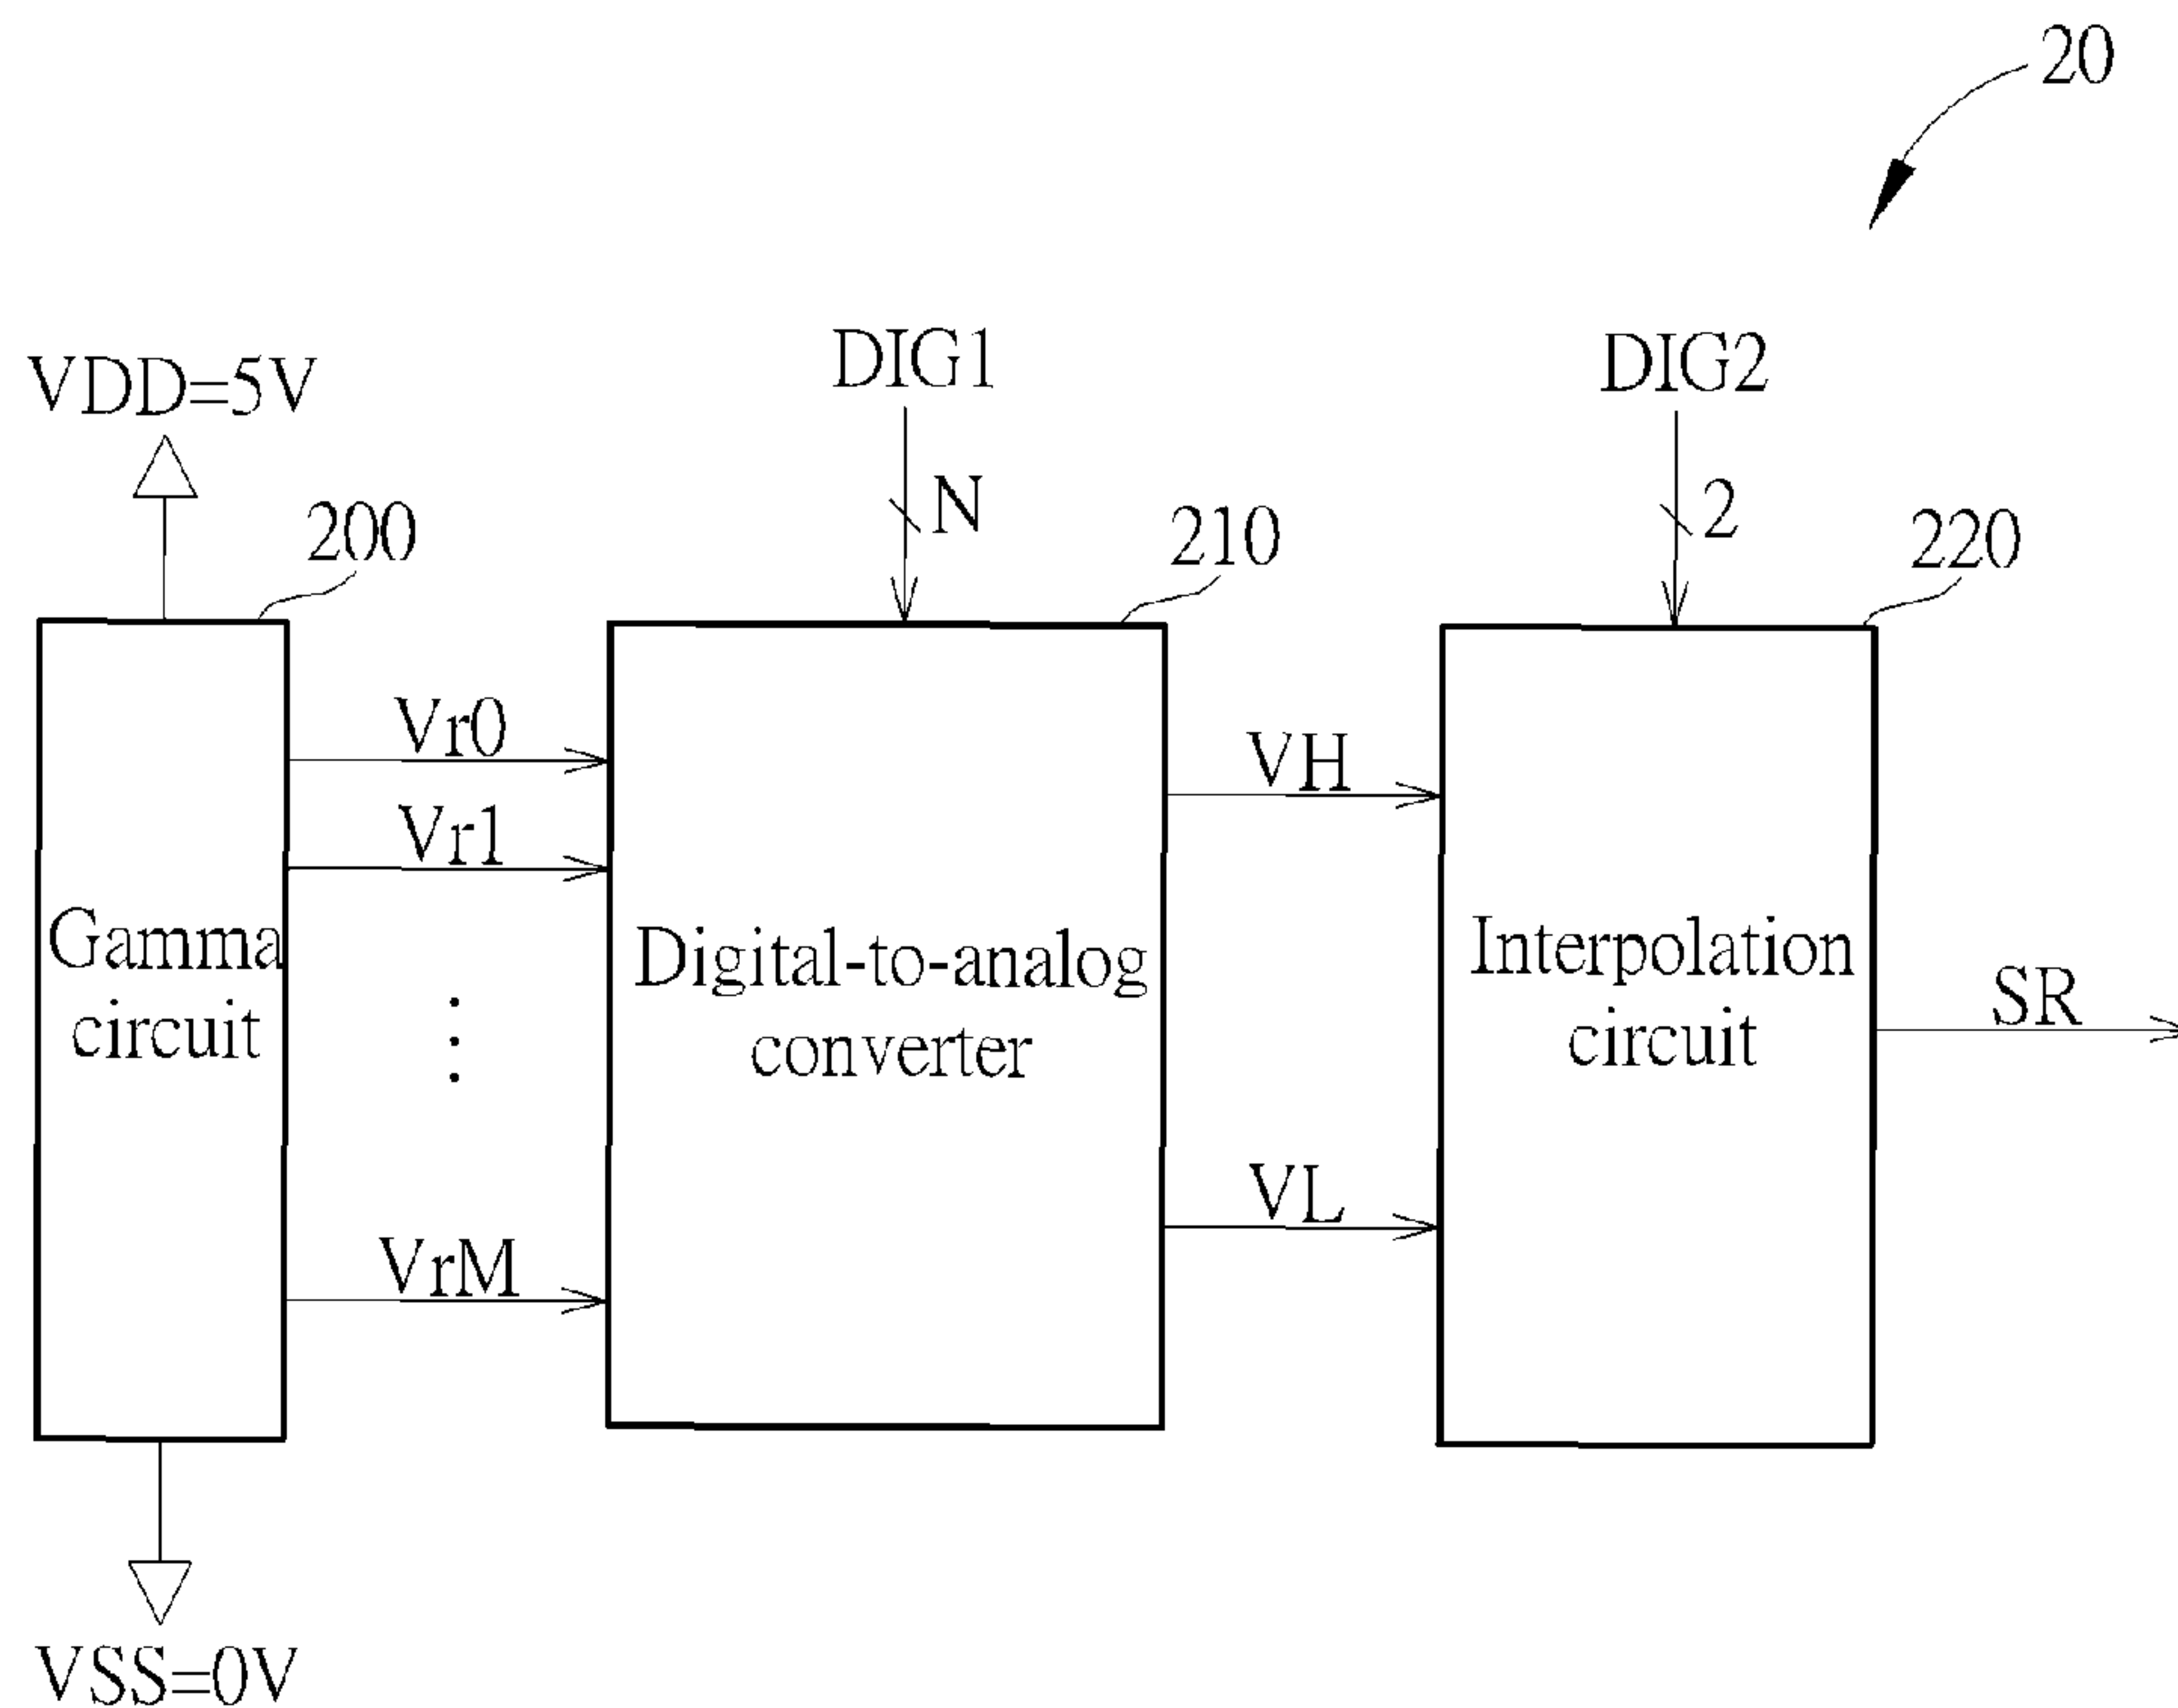 20
VDD=5V
DIG1
DIG2
N
2
200
210
220
Vr0
Vr1
VrM
VH
VL
Gamma
circuit
Digital-to-analog
converter
Interpolation
circuit
SR
VSS=0V